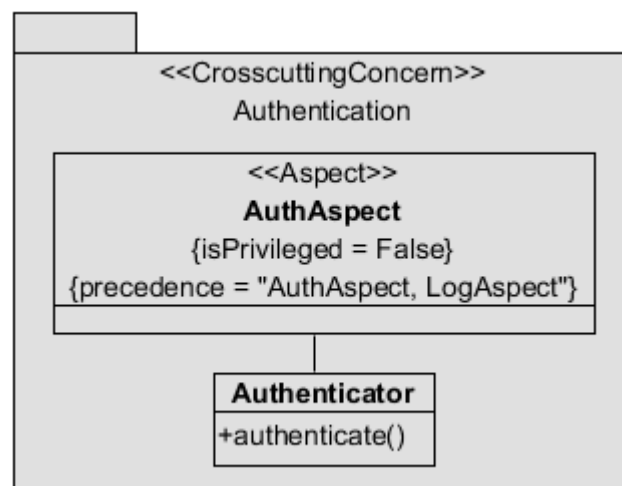 <<CrosscuttingConcern>>
Authentication
<<Aspect>>
AuthAspect
{isPrivileged = False}
{precedence = "AuthAspect, LogAspect"}
Authenticator
+authenticate()